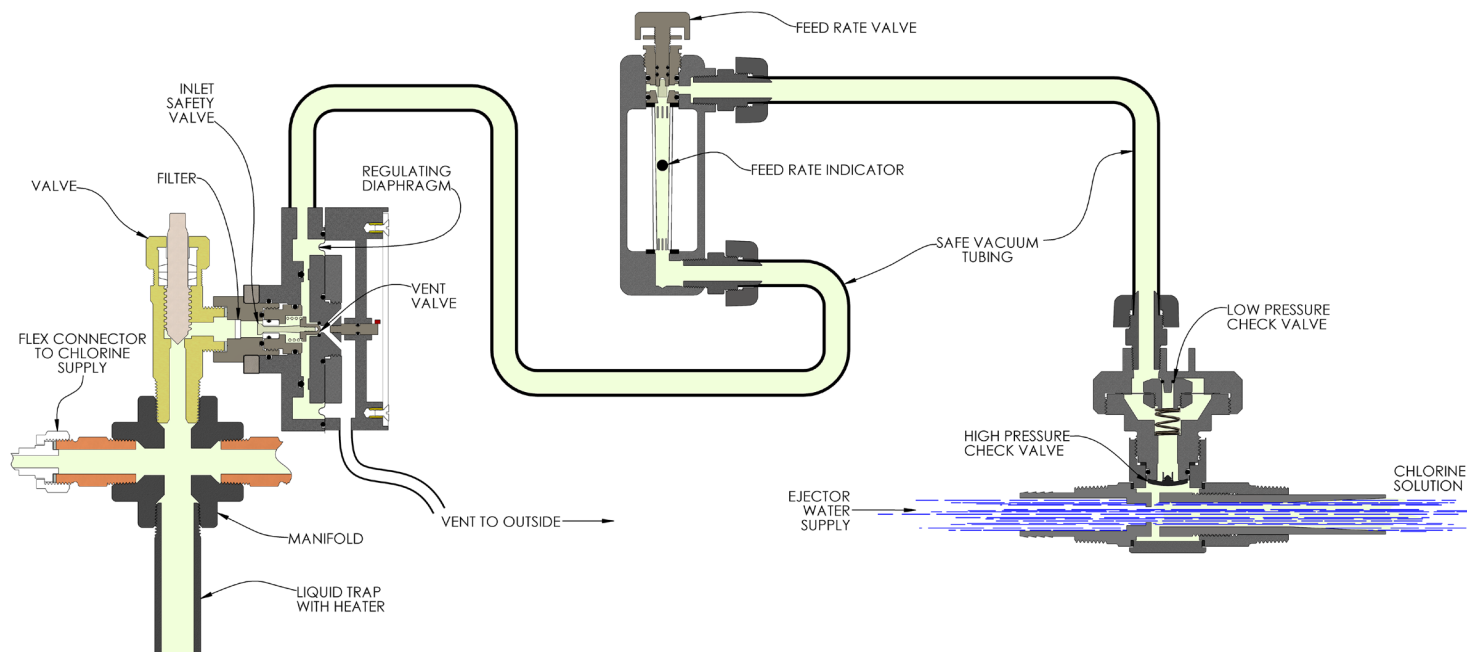 FEED RATE VALVE
INLET
SAFETY
VALVE
FILTER
VALVE
REGULATING
DIAPHRAGM
FEED RATE INDICATOR
SAFE VACUUM
TUBING
VENT
VALVE
FLEX CONNECTOR
TO CHLORINE
SUPPLY
LOW PRESSURE
CHECK VALVE
HIGH PRESSURE
CHECK VALVE
CHLORINE
SOLUTION
EJECTOR
WATER
SUPPLY
VENT TO OUTSIDE
MANIFOLD
LIQUID TRAP
WITH HEATER